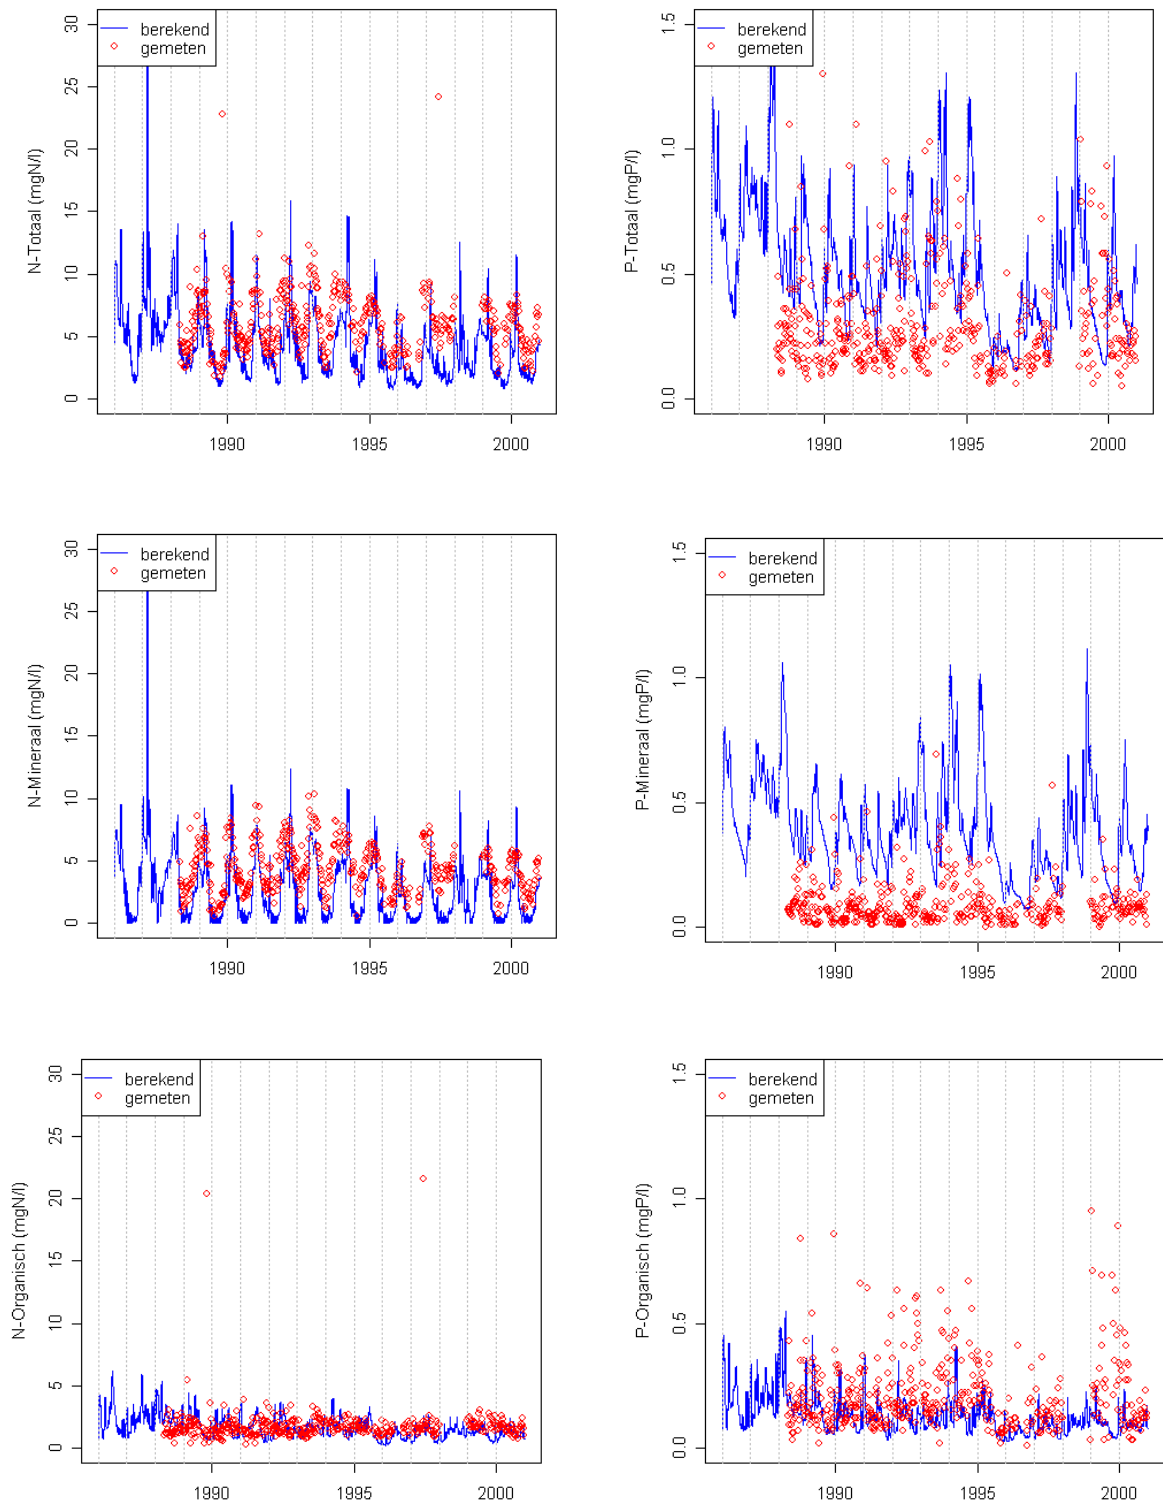 berekend
gemeten
N-Totaal (mgN/l)
0 5 10 15 20 25 30
1990 1995 2000
berekend
gemeten
P-Totaal (mgP/l)
0.0 0.5 1.0 1.5
1990 1995 2000
berekend
gemeten
N-Mineraal (mgN/l)
0 5 10 15 20 25 30
1990 1995 2000
berekend
gemeten
P-Mineraal (mgP/l)
0.0 0.5 1.0 1.5
1990 1995 2000
berekend
gemeten
N-Organisch (mgN/l)
0 5 10 15 20 25 30
1990 1995 2000
berekend
gemeten
P-Organisch (mgP/l)
0.0 0.5 1.0 1.5
1990 1995 2000